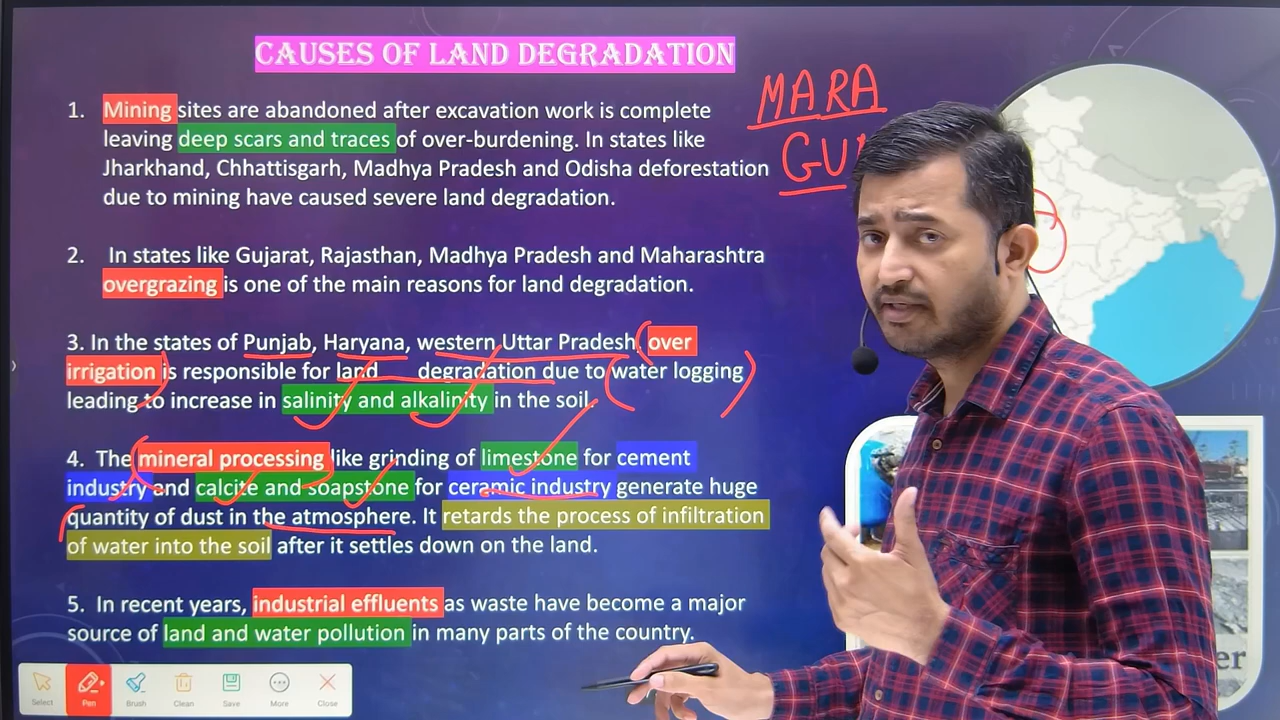 CAUSES OF LAND DEGRADATION
1. Mining sites are abandoned after excavation work is complete
leaving deep scars and traces of over-burdening. In states like
Jharkhand, Chhattisgarh, Madhya Pradesh and Odisha deforestation
due to mining have caused severe land degradation.
2. In states like Gujarat, Rajasthan, Madhya Pradesh and Maharashtra
overgrazing is one of the main reasons for land degradation.
3. In the states of Punjab, Haryana, western Uttar Pradesh, over
irrigation is responsible for land degradation due to water logging
leading to increase in salinity and alkalinity in the soil.
4. The mineral processing like grinding of limestone for cement
industry and calcite and soapstone for ceramic industry generate huge
quantity of dust in the atmosphere. It retards the process of infiltration
of water into the soil after it settles down on the land.
5. In recent years, industrial effluents as waste have become a major
source of land and water pollution in many parts of the country.
MARA
GU
er
Select
Pen
Brush
Clean
Save
More
Close